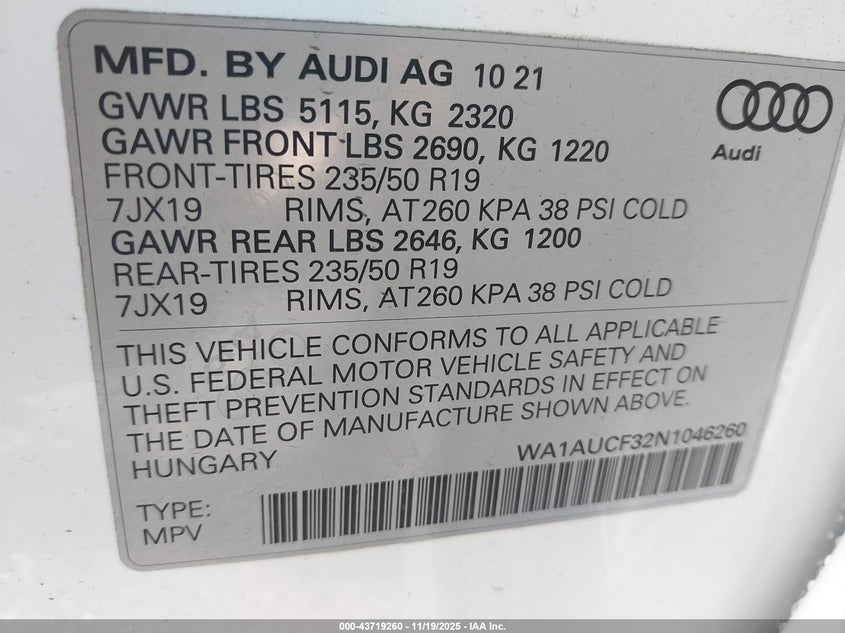 MFD. BY AUDI AG 10 21
GVWR LBS 5115, KG 2320
GAWR FRONT LBS 2690, KG 1220
FRONT-TIRES 235/50 R19
7JX19 RIMS, AT 260 KPA 38 PSI COLD
GAWR REAR LBS 2646, KG 1200
REAR-TIRES 235/50 R19
7JX19 RIMS, AT 260 KPA 38 PSI COLD
Audi
THIS VEHICLE CONFORMS TO ALL APPLICABLE
U.S. FEDERAL MOTOR VEHICLE SAFETY AND
THEFT PREVENTION STANDARDS IN EFFECT ON
THE DATE OF MANUFACTURE SHOWN ABOVE.
HUNGARY WA1AUCF32N1046260
TYPE:
MPV
000-43719260 - 11/19/2025 - IAA Inc.